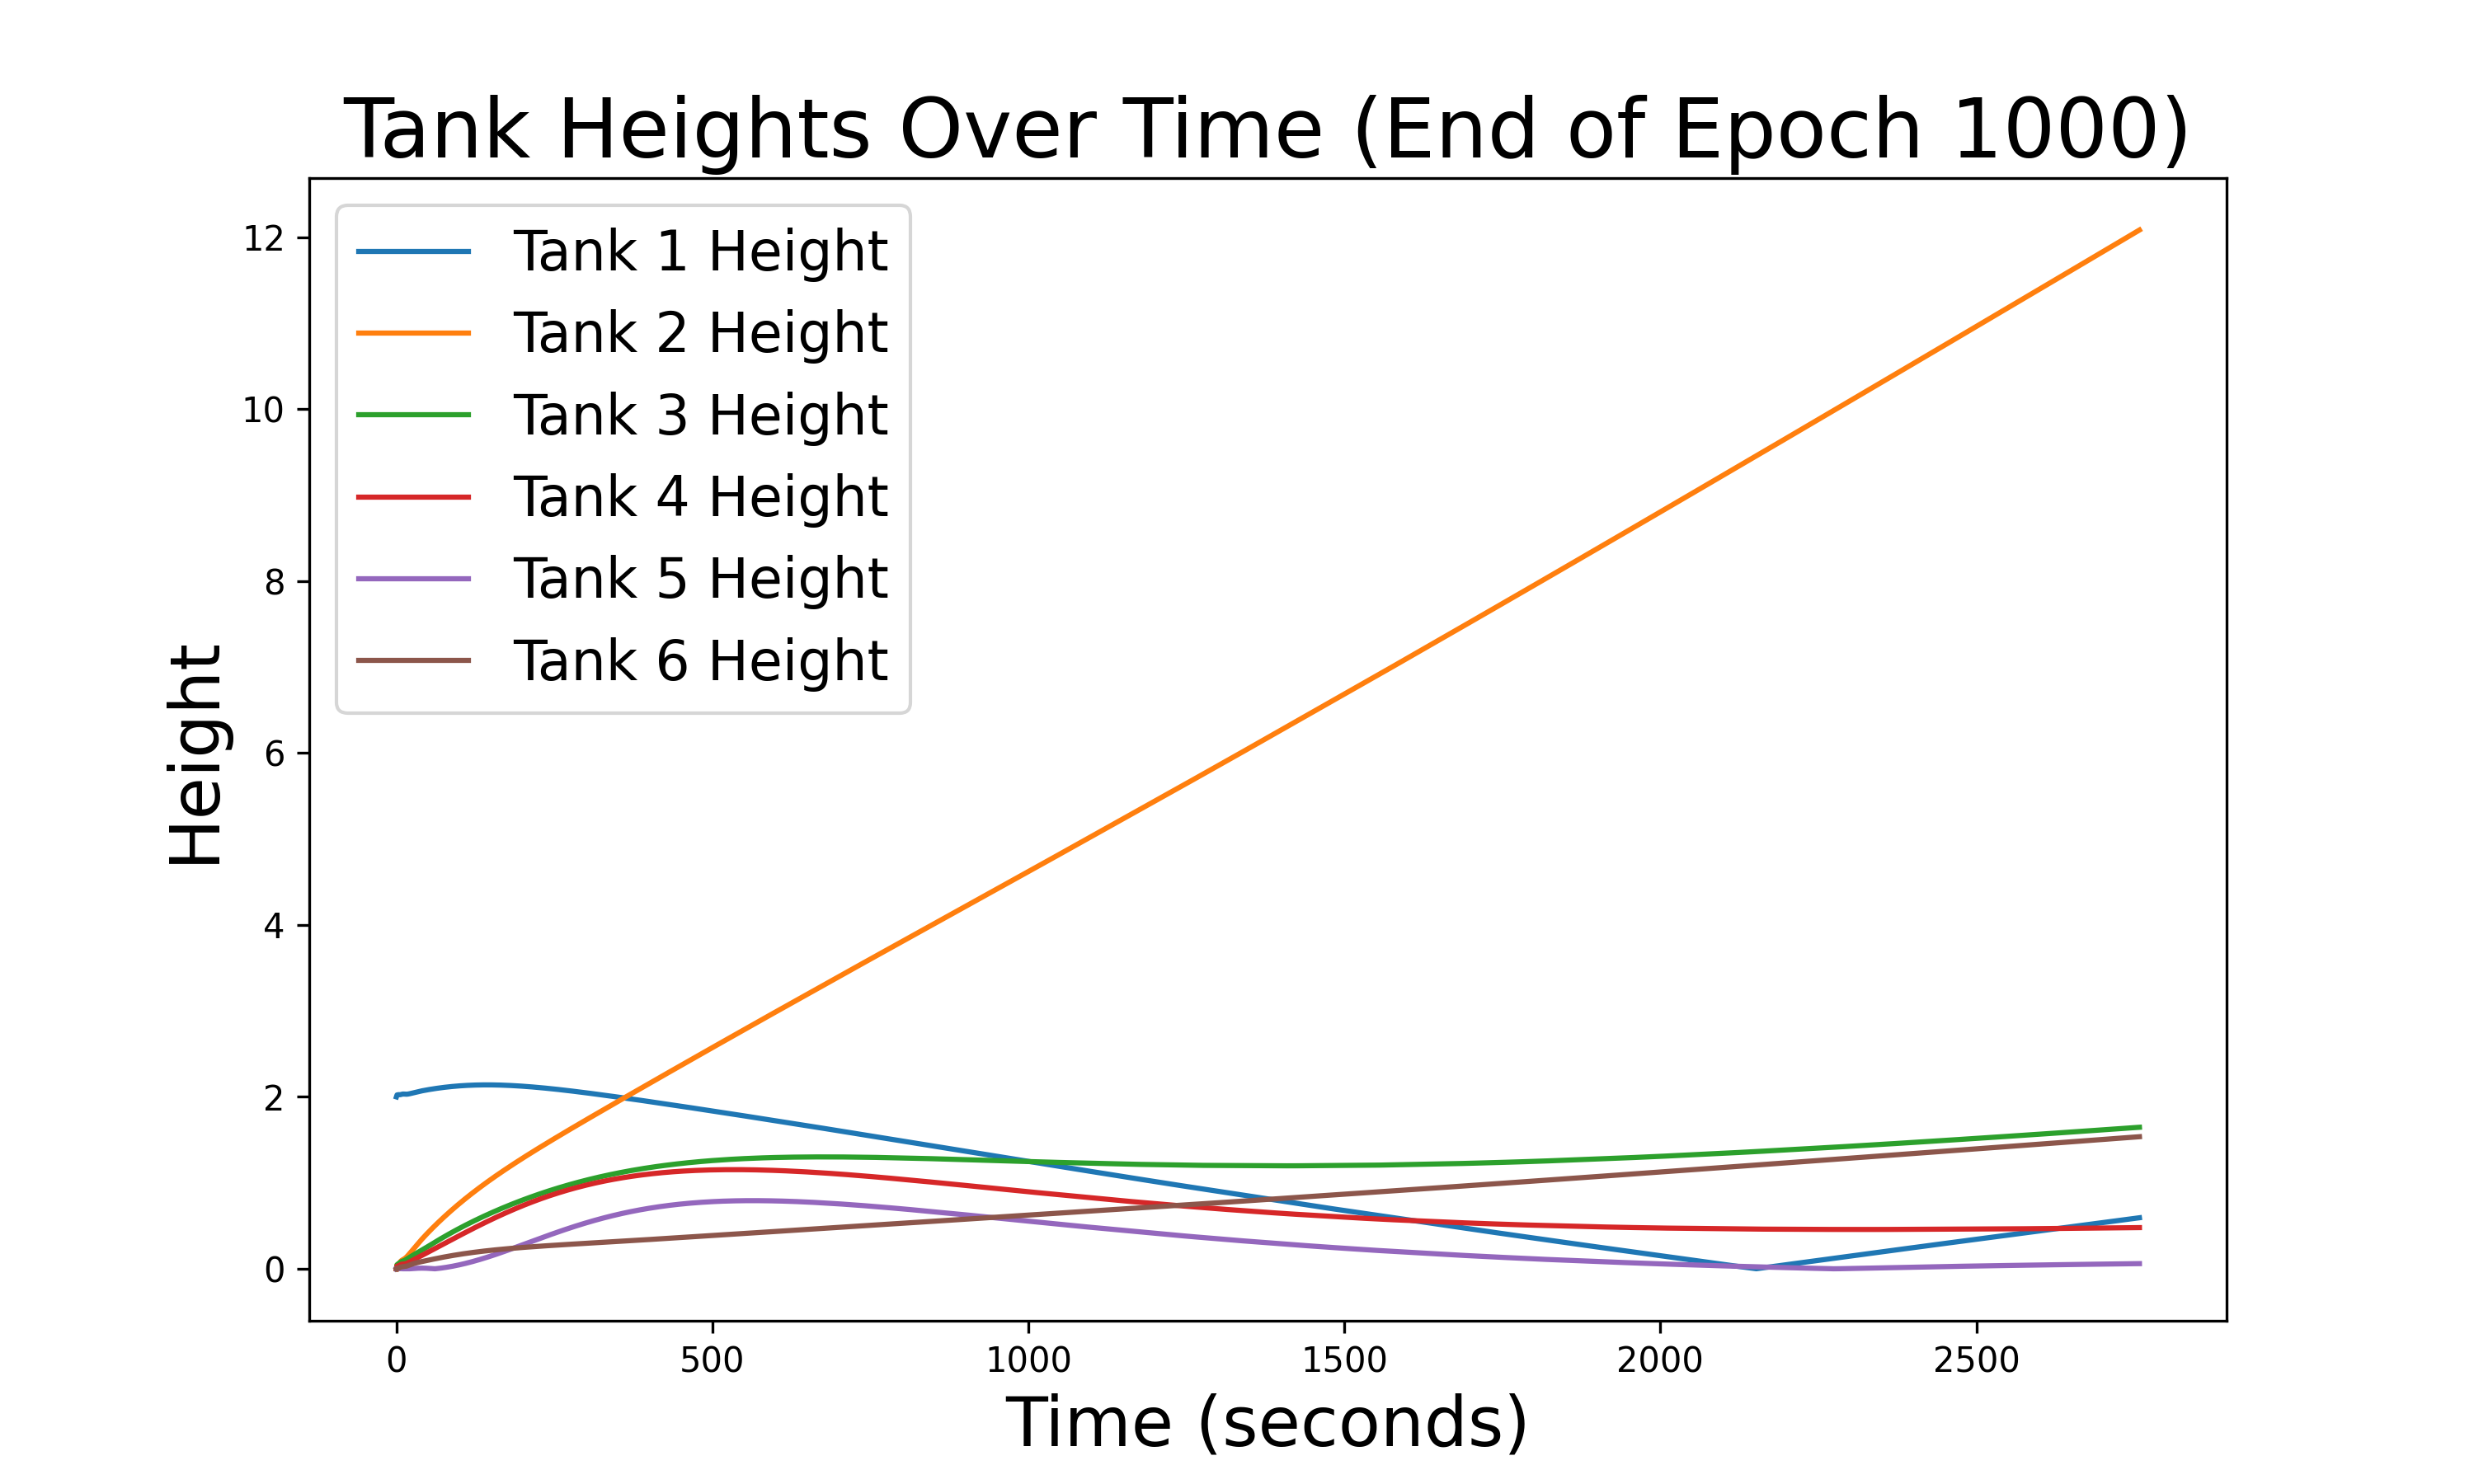 Tank Heights Over Time (End of Epoch 1000)
Tank 1 Height
Tank 2 Height
Tank 3 Height
Tank 4 Height
Tank 5 Height
Tank 6 Height
Height
12
10
8
6
4
2
0
0 500 1000 1500 2000 2500
Time (seconds)